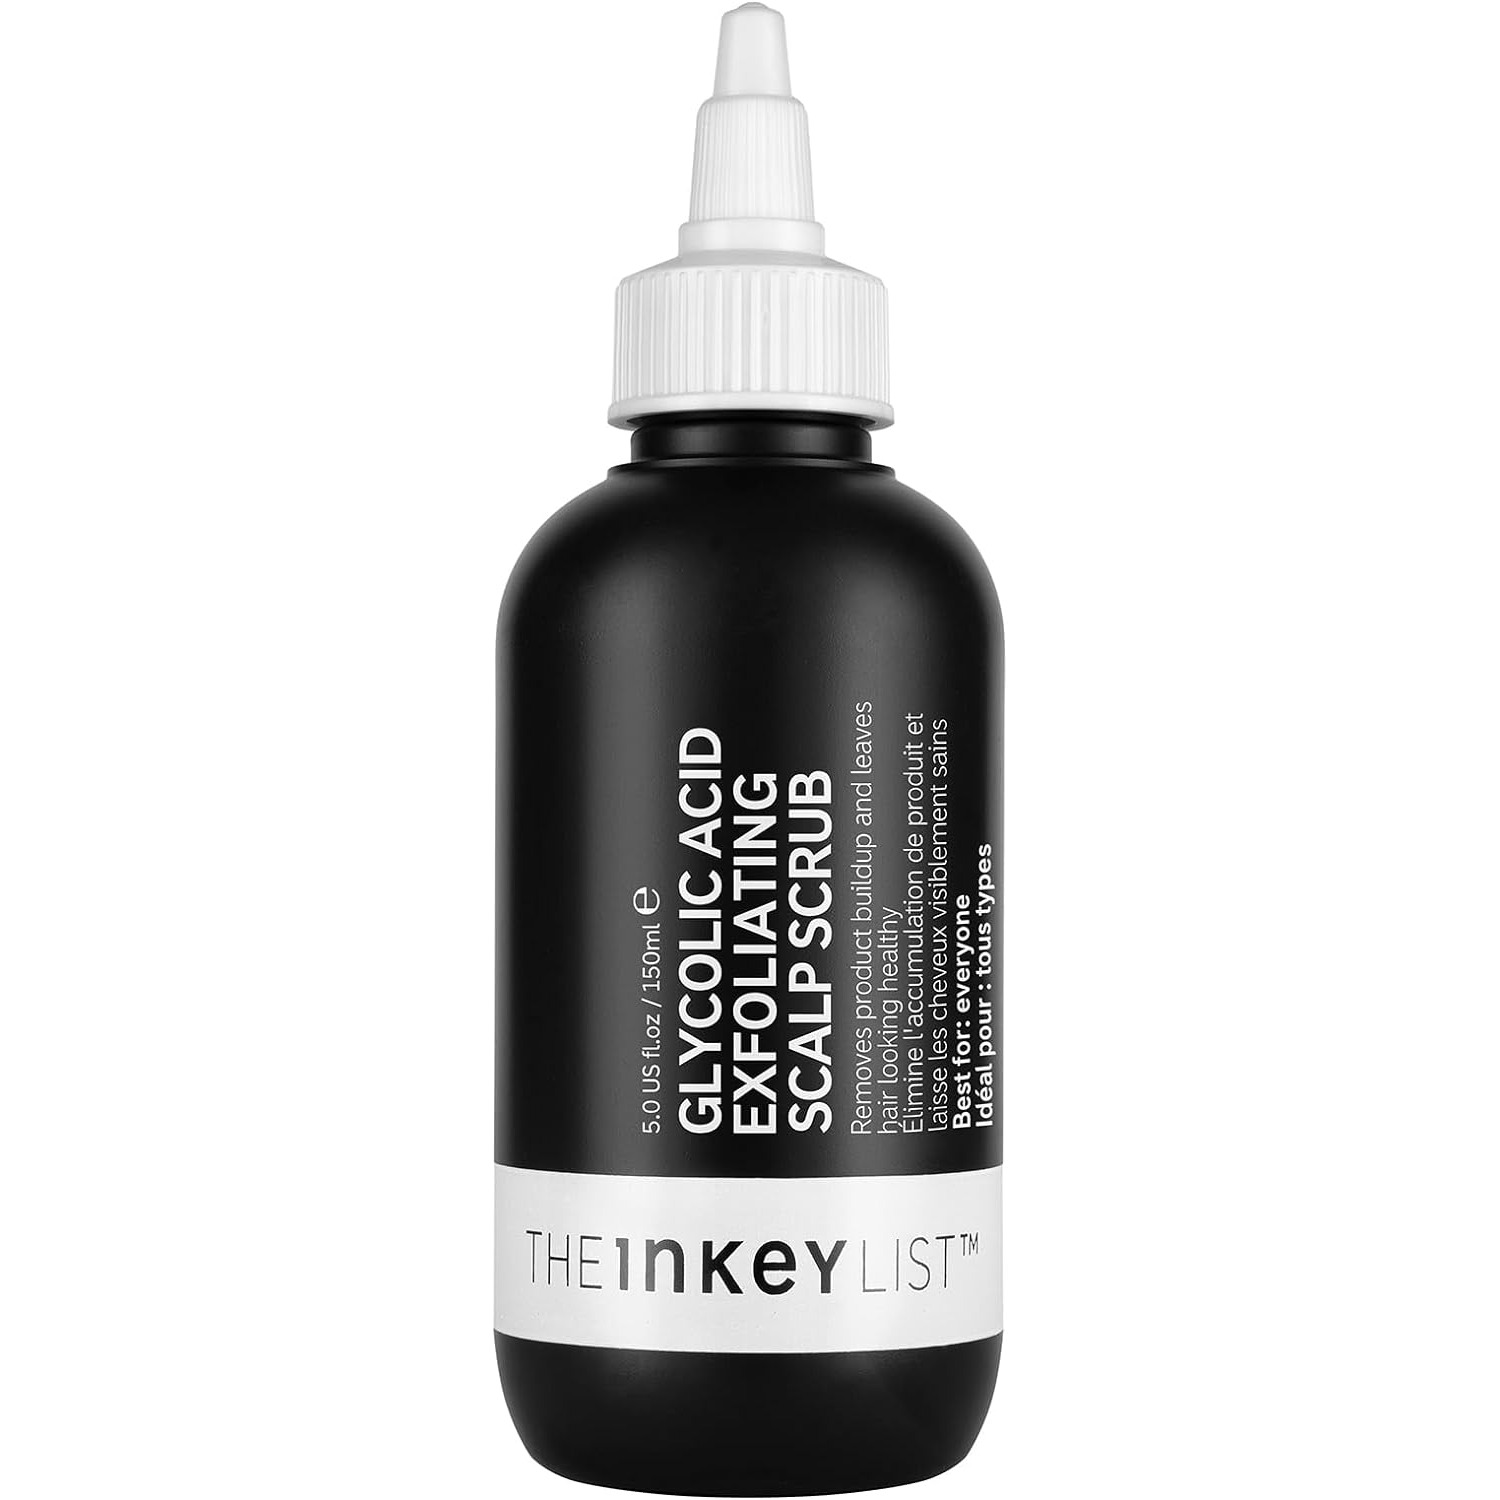 5.0 US fl.oz / 150ml ℮
GLYCOLIC ACID
EXFOLIATING
SCALP SCRUB
Removes product buildup and leaves
hair looking healthy
Élimine l'accumulation de produit et
laisse les cheveux visiblement sains
Best for: everyone
Idéal pour : tous types
THE INKEY LIST™